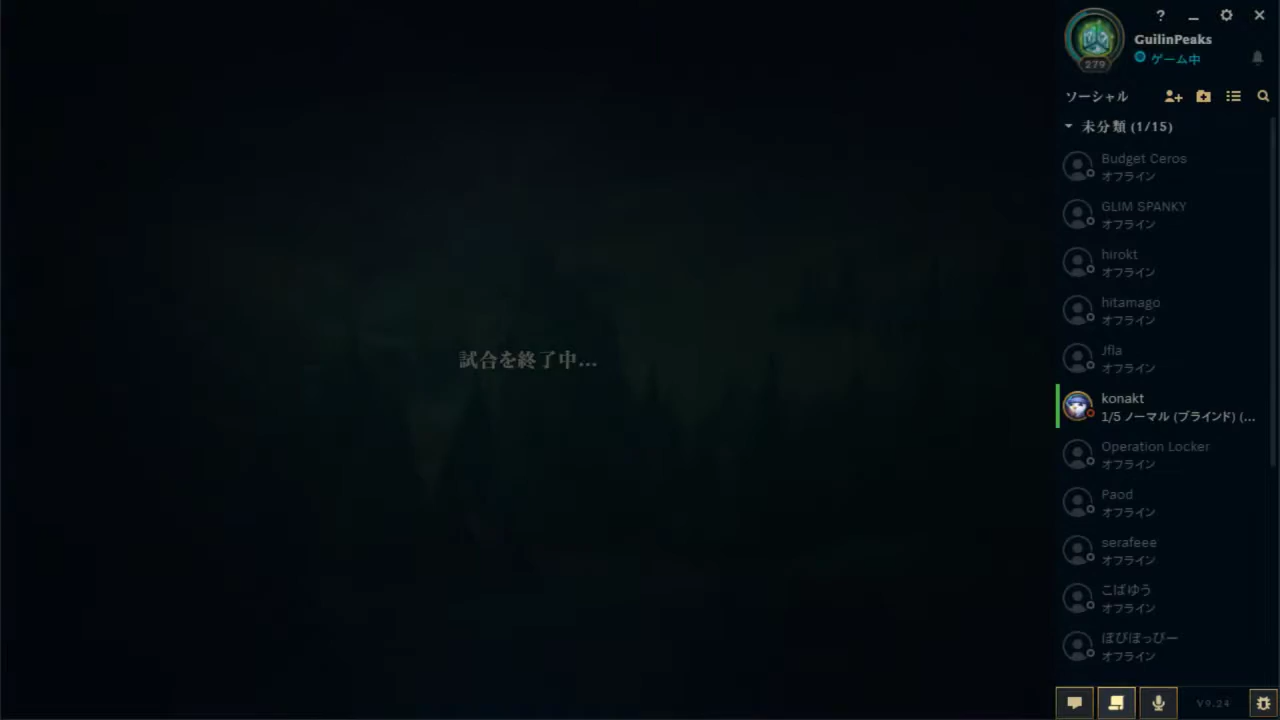 ?
GuilinPeaks
279
ゲーム中
ソーシャル
未分類 (1/15)
Budget Ceros
オフライン
GLIM SPANKY
オフライン
hirokt
オフライン
hitamago
オフライン
試合を終了中...
Jfla
オフライン
konakt
1/5 ノーマル (ブラインド) (...
Operation Locker
オフライン
Paod
オフライン
serafeee
オフライン
こばゆう
オフライン
ぽぴぽっぴー
オフライン
V9.24